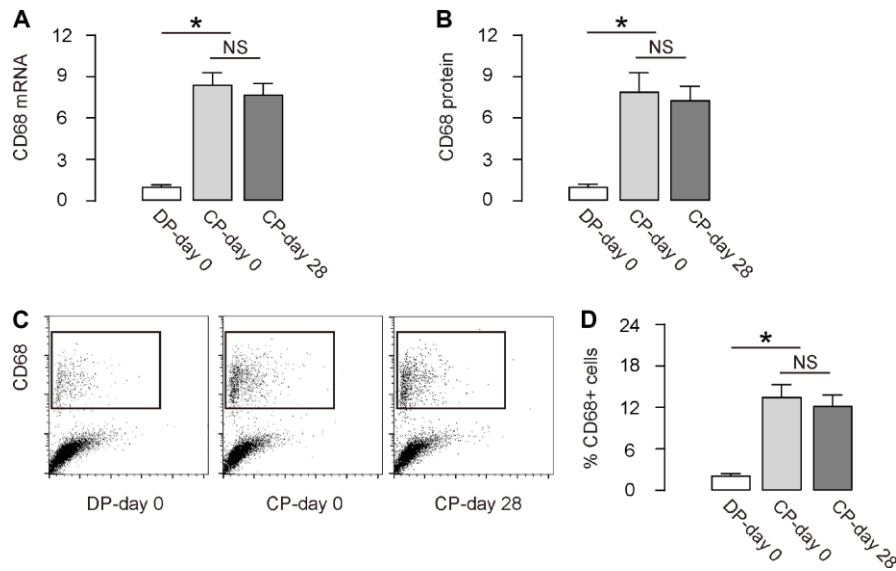 A
*
NS
12
9
6
3
0
CD68 mRNA
DP-day 0
CP-day 0
CP-day 28
B
*
NS
12
9
6
3
0
CD68 protein
DP-day 0
CP-day 0
CP-day 28
C
CD68
DP-day 0
CP-day 0
CP-day 28
D
*
NS
24
18
12
6
0
% CD68+ cells
DP-day 0
CP-day 0
CP-day 28